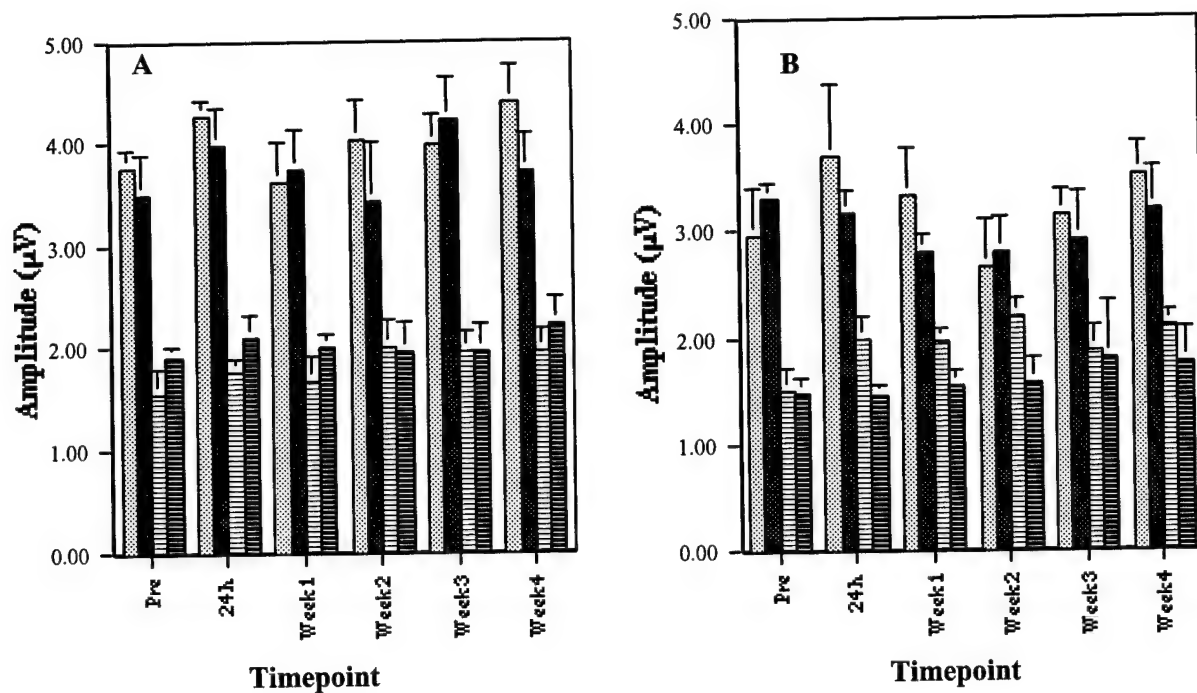 A
5.00
4.00
3.00
2.00
1.00
0.00
Amplitude (µV)
Pre
24h
Week1
Week2
Week3
Week4
Timepoint
B
5.00
4.00
3.00
2.00
1.00
0.00
Amplitude (µV)
Pre
24h
Week1
Week2
Week3
Week4
Timepoint